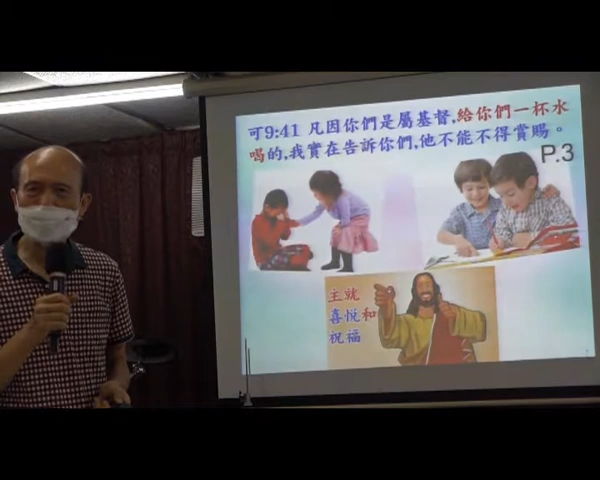 可9:41 凡因你們是屬基督,給你們一杯水
喝的,我實在告訴你們,他不能不得賞賜。
P.3
主就
喜悅和
祝福